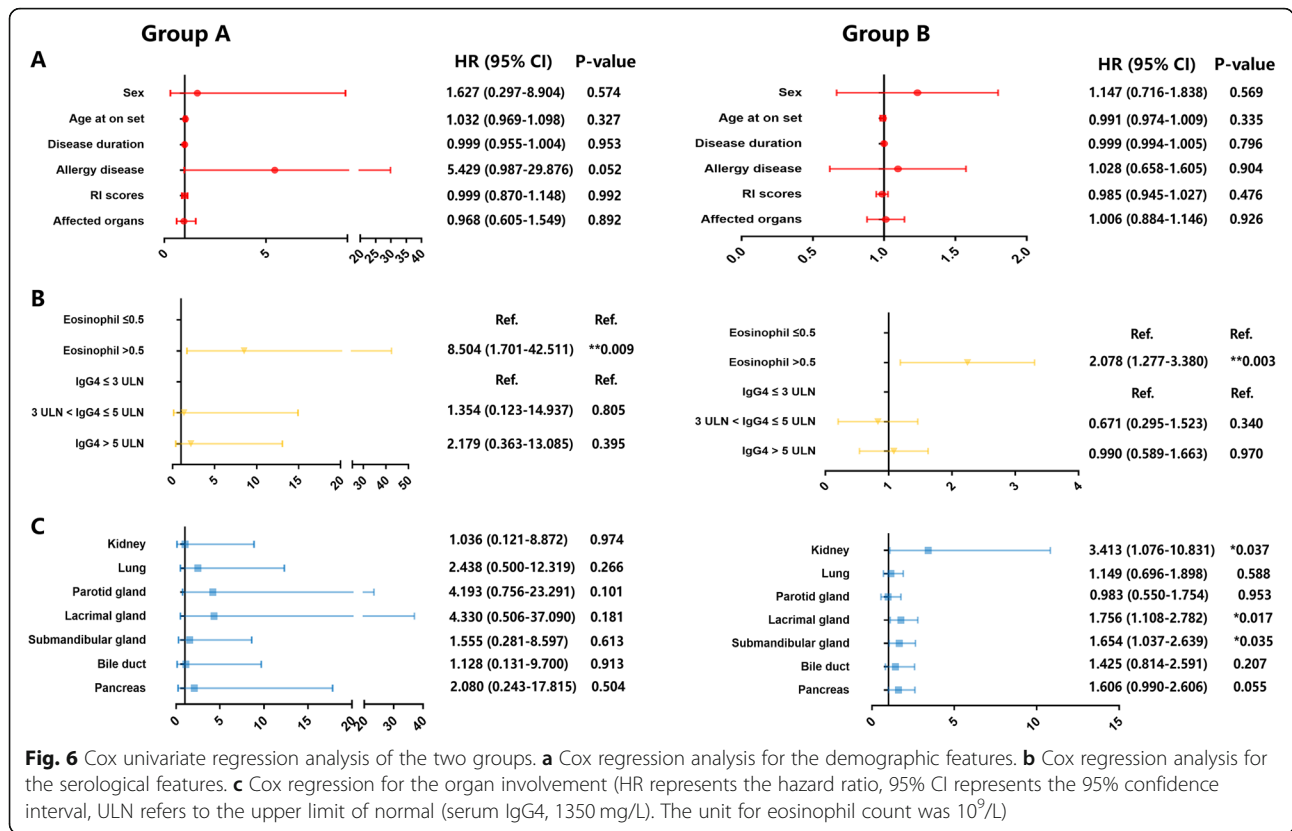 Group A
Group B
A
HR (95% CI) P-value
Sex 1.627 (0.297-8.904) 0.574
Age at on set 1.032 (0.969-1.098) 0.327
Disease duration 0.999 (0.955-1.004) 0.953
Allergy disease 5.429 (0.987-29.876) 0.052
RI scores 0.999 (0.870-1.148) 0.992
Affected organs 0.968 (0.605-1.549) 0.892
0 5 20 25 30 35 40
HR (95% CI) P-value
Sex 1.147 (0.716-1.838) 0.569
Age at on set 0.991 (0.974-1.009) 0.335
Disease duration 0.999 (0.994-1.005) 0.796
Allergy disease 1.028 (0.658-1.605) 0.904
RI scores 0.985 (0.945-1.027) 0.476
Affected organs 1.006 (0.884-1.146) 0.926
0.0 0.5 1.0 1.5 2.0
B
Eosinophil ≤0.5 Ref. Ref.
Eosinophil >0.5 8.504 (1.701-42.511) **0.009
IgG4 ≤ 3 ULN Ref. Ref.
3 ULN < IgG4 ≤ 5 ULN 1.354 (0.123-14.937) 0.805
IgG4 > 5 ULN 2.179 (0.363-13.085) 0.395
0 5 10 15 20 30 40 50
Eosinophil ≤0.5 Ref. Ref.
Eosinophil >0.5 2.078 (1.277-3.380) **0.003
IgG4 ≤ 3 ULN Ref. Ref.
3 ULN < IgG4 ≤ 5 ULN 0.671 (0.295-1.523) 0.340
IgG4 > 5 ULN 0.990 (0.589-1.663) 0.970
0 1 2 3 4
C
Kidney 1.036 (0.121-8.872) 0.974
Lung 2.438 (0.500-12.319) 0.266
Parotid gland 4.193 (0.756-23.291) 0.101
Lacrimal gland 4.330 (0.506-37.090) 0.181
Submandibular gland 1.555 (0.281-8.597) 0.613
Bile duct 1.128 (0.131-9.700) 0.913
Pancreas 2.080 (0.243-17.815) 0.504
0 5 10 15 20 20 30 40
Kidney 3.413 (1.076-10.831) *0.037
Lung 1.149 (0.696-1.898) 0.588
Parotid gland 0.983 (0.550-1.754) 0.953
Lacrimal gland 1.756 (1.108-2.782) *0.017
Submandibular gland 1.654 (1.037-2.639) *0.035
Bile duct 1.425 (0.814-2.591) 0.207
Pancreas 1.606 (0.990-2.606) 0.055
0 5 10 15
Fig. 6 Cox univariate regression analysis of the two groups. a Cox regression analysis for the demographic features. b Cox regression analysis for
the serological features. c Cox regression for the organ involvement (HR represents the hazard ratio, 95% CI represents the 95% confidence
interval, ULN refers to the upper limit of normal (serum IgG4, 1350 mg/L). The unit for eosinophil count was 10⁹/L)